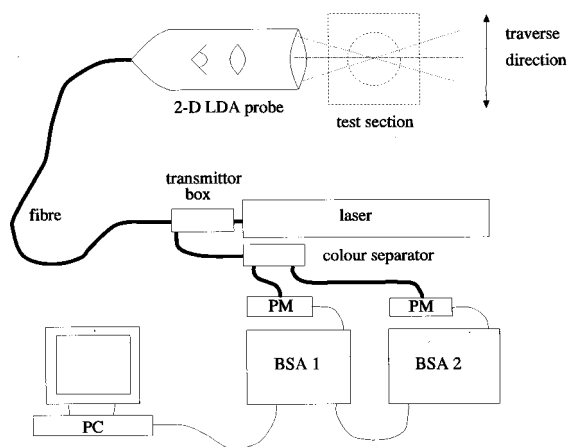 traverse
direction
2-D LDA probe
test section
transmittor
box
fibre
laser
colour separator
PM
PM
BSA 1
BSA 2
PC